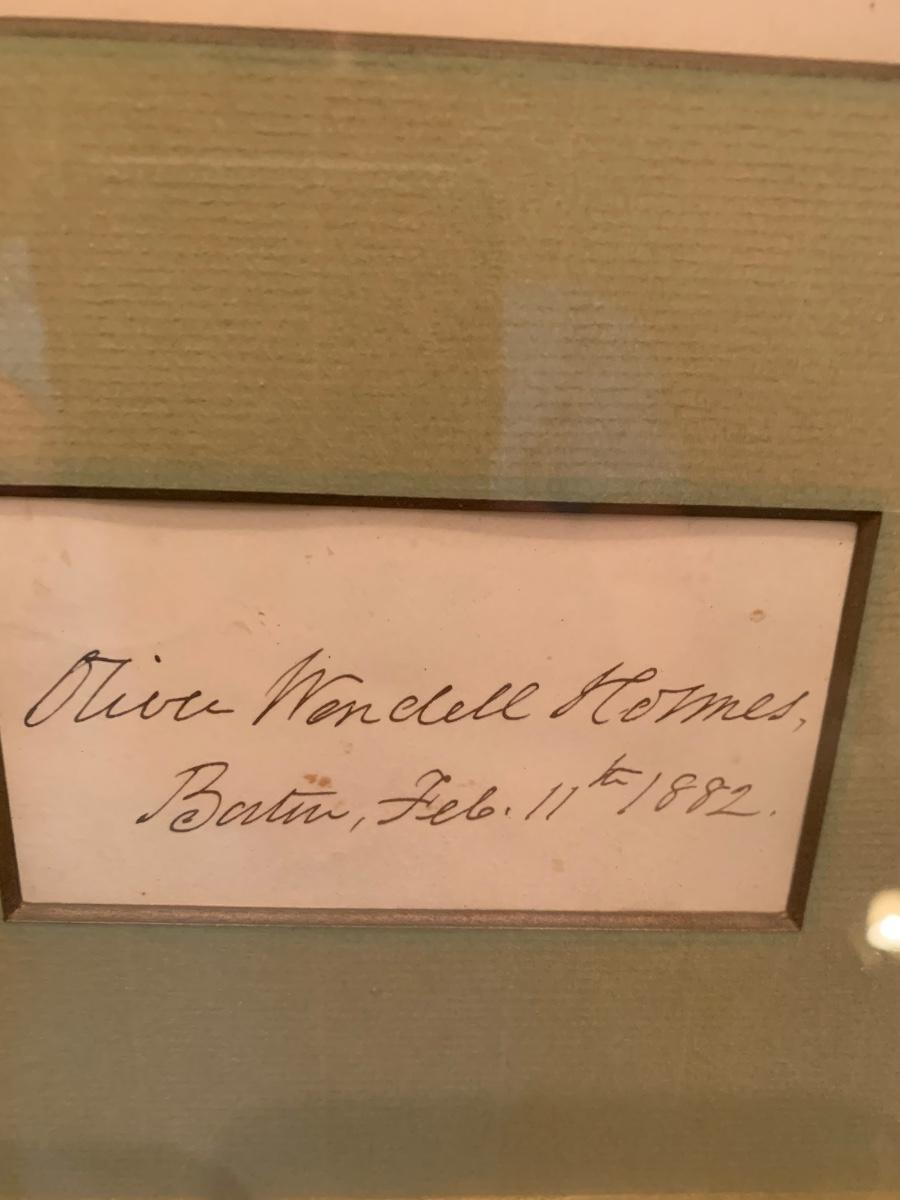 Oliver Wendell Holmes,
Boston, Feb. 11th 1882.